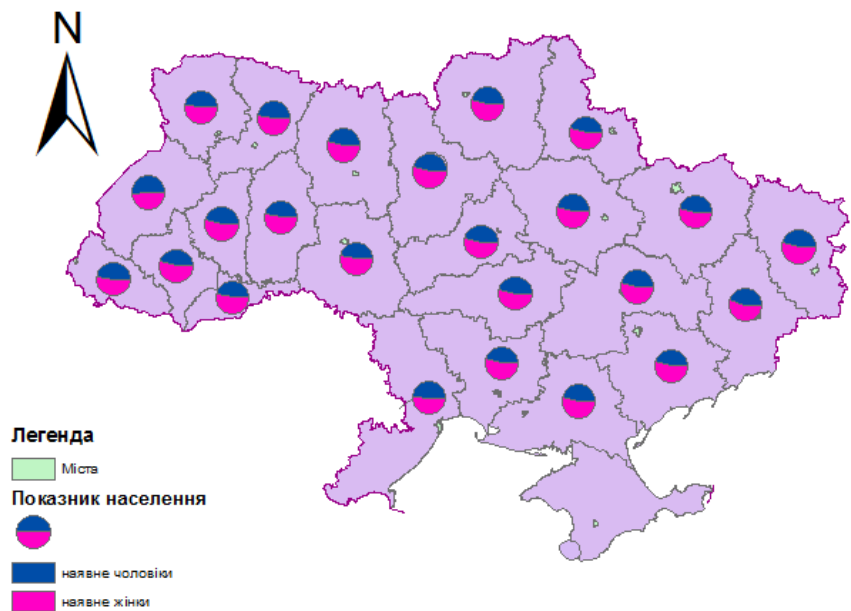 N
Легенда
Міста
Показник населення
наявне чоловіки
наявне жінки